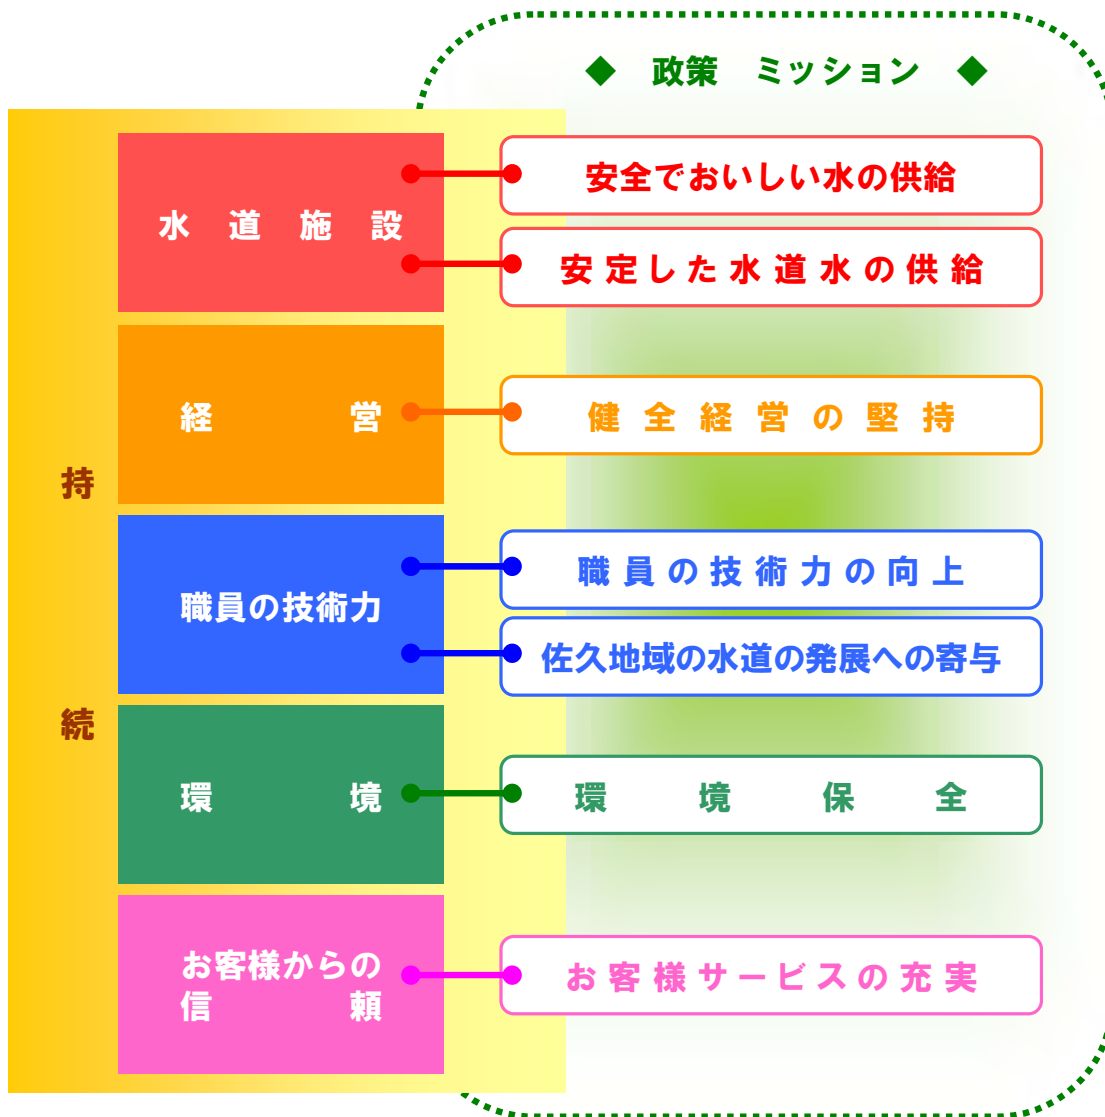 ◆ 政策 ミッション ◆
持続
水道施設
安全でおいしい水の供給
安定した水道水の供給
経営
健全経営の堅持
職員の技術力
職員の技術力の向上
佐久地域の水道の発展への寄与
環境
環境保全
お客様からの
信頼
お客様サービスの充実